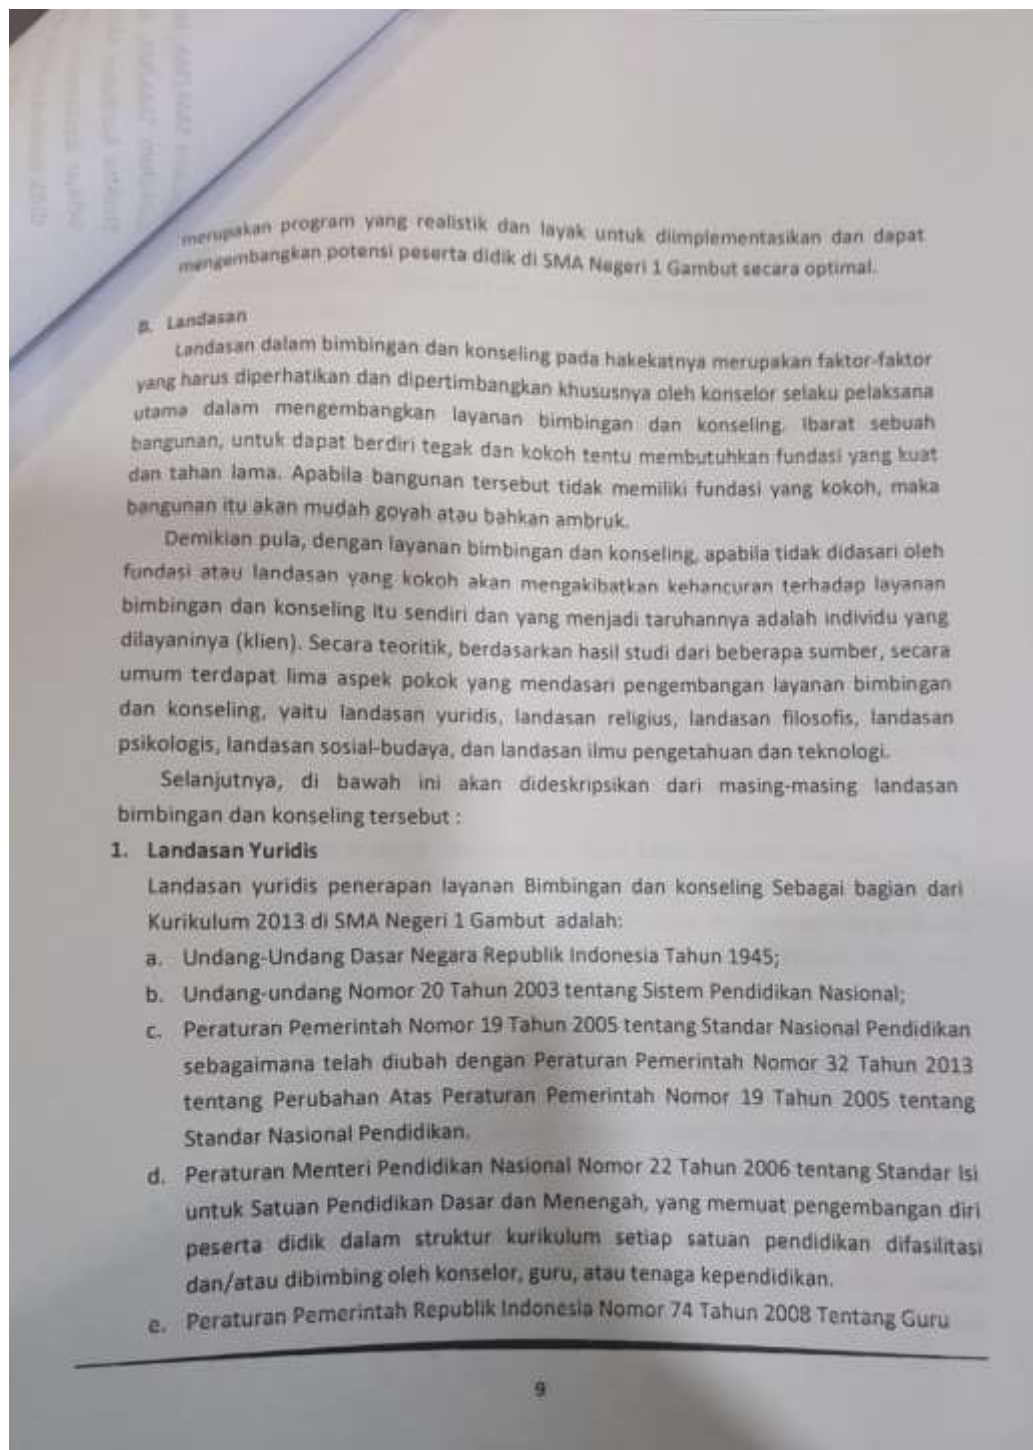 merupakan program yang realistik dan layak untuk diimplementasikan dan dapat
mengembangkan potensi peserta didik di SMA Negeri 1 Gambut secara optimal.
B. Landasan
Landasan dalam bimbingan dan konseling pada hakekatnya merupakan faktor-faktor
yang harus diperhatikan dan dipertimbangkan khususnya oleh konselor selaku pelaksana
utama dalam mengembangkan layanan bimbingan dan konseling. Ibarat sebuah
bangunan, untuk dapat berdiri tegak dan kokoh tentu membutuhkan fundasi yang kuat
dan tahan lama. Apabila bangunan tersebut tidak memiliki fundasi yang kokoh, maka
bangunan itu akan mudah goyah atau bahkan ambruk.
Demikian pula, dengan layanan bimbingan dan konseling, apabila tidak didasari oleh
fundasi atau landasan yang kokoh akan mengakibatkan kehancuran terhadap layanan
bimbingan dan konseling itu sendiri dan yang menjadi taruhannya adalah individu yang
dilayaninya (klien). Secara teoritik, berdasarkan hasil studi dari beberapa sumber, secara
umum terdapat lima aspek pokok yang mendasari pengembangan layanan bimbingan
dan konseling, yaitu landasan yuridis, landasan religius, landasan filosofis, landasan
psikologis, landasan sosial-budaya, dan landasan ilmu pengetahuan dan teknologi.
Selanjutnya, di bawah ini akan dideskripsikan dari masing-masing landasan
bimbingan dan konseling tersebut :
1. Landasan Yuridis
Landasan yuridis penerapan layanan Bimbingan dan konseling Sebagai bagian dari
Kurikulum 2013 di SMA Negeri 1 Gambut adalah:
a. Undang-Undang Dasar Negara Republik Indonesia Tahun 1945;
b. Undang-undang Nomor 20 Tahun 2003 tentang Sistem Pendidikan Nasional;
c. Peraturan Pemerintah Nomor 19 Tahun 2005 tentang Standar Nasional Pendidikan
sebagaimana telah diubah dengan Peraturan Pemerintah Nomor 32 Tahun 2013
tentang Perubahan Atas Peraturan Pemerintah Nomor 19 Tahun 2005 tentang
Standar Nasional Pendidikan.
d. Peraturan Menteri Pendidikan Nasional Nomor 22 Tahun 2006 tentang Standar Isi
untuk Satuan Pendidikan Dasar dan Menengah, yang memuat pengembangan diri
peserta didik dalam struktur kurikulum setiap satuan pendidikan difasilitasi
dan/atau dibimbing oleh konselor, guru, atau tenaga kependidikan.
e. Peraturan Pemerintah Republik Indonesia Nomor 74 Tahun 2008 Tentang Guru
9